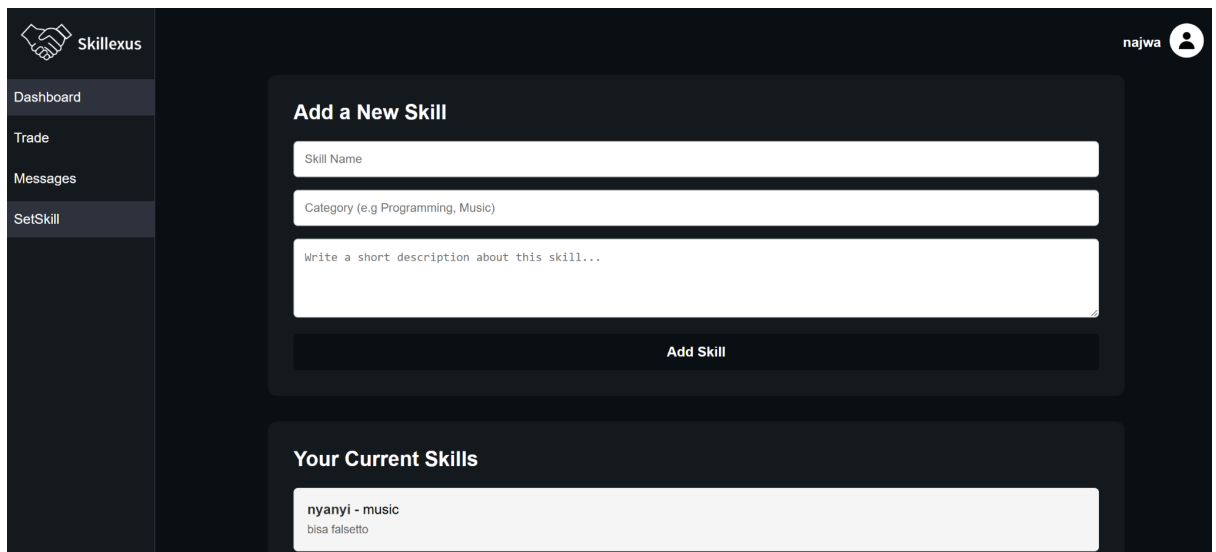 Skillexus
najwa
Dashboard
Trade
Messages
SetSkill
Add a New Skill
Skill Name
Category (e.g Programming, Music)
Write a short description about this skill...
Add Skill
Your Current Skills
nyanyi - music
bisa falsetto